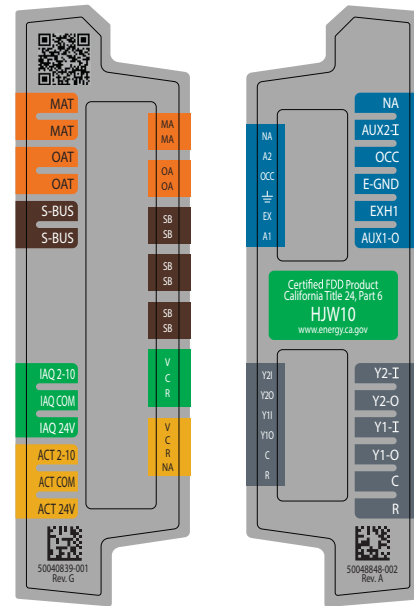 MAT
MAT
OAT
OAT
S-BUS
S-BUS
IAQ 2-10
IAQ COM
IAQ 24V
ACT 2-10
ACT COM
ACT 24V
MA
MA
OA
OA
SB
SB
SB
SB
SB
SB
V
C
R
V
C
R
NA
50040839-001
Rev. G
NA
A2
OCC
EX
A1
NA
AUX2-I
OCC
E-GND
EXH1
AUX1-O
Certified FDD Product
California Title 24, Part 6
HJW10
www.energy.ca.gov
Y2I
Y2O
Y1I
Y1O
C
R
Y2-I
Y2-O
Y1-I
Y1-O
C
R
50048848-002
Rev. A